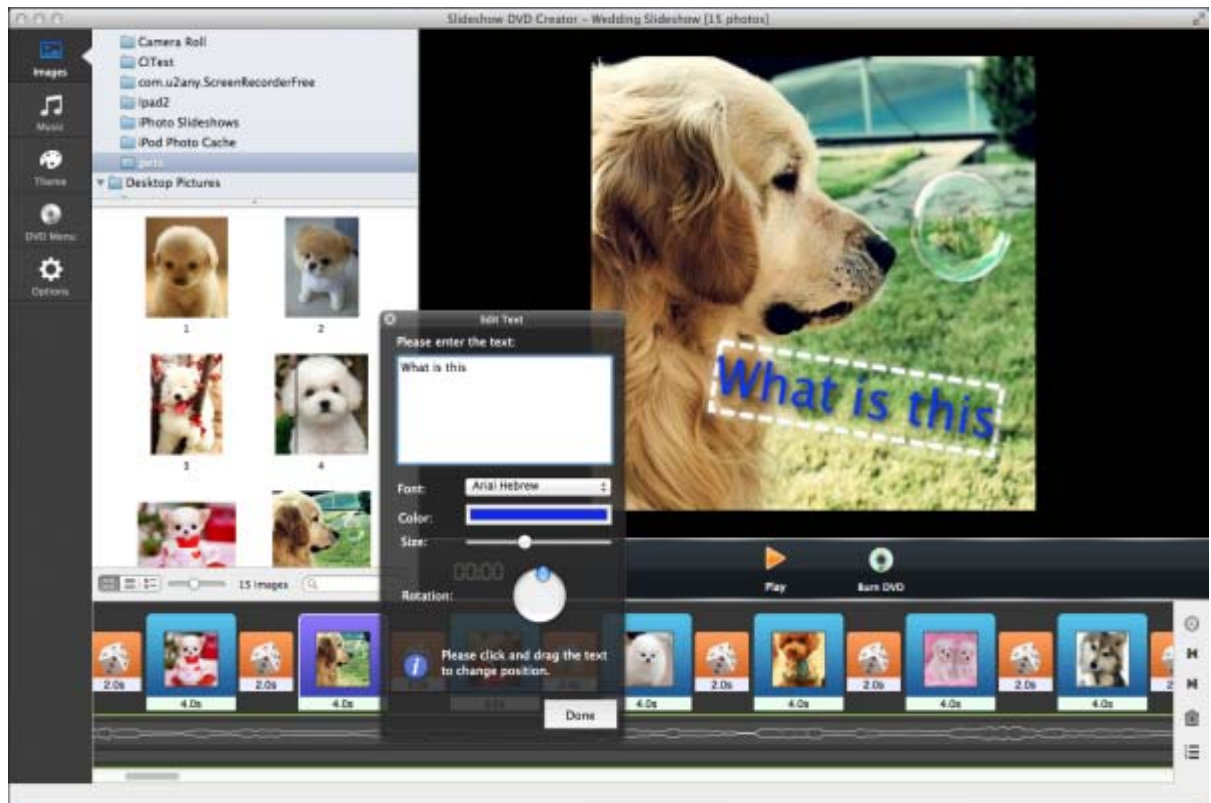 Slideshow DVD Creator - Wedding Slideshow [15 photos]
Images
Music
Theme
DVD Menu
Options
Camera Roll
CITest
com.u2any.ScreenRecorderFree
Ipad2
iPhoto Slideshows
iPod Photo Cache
pets
Desktop Pictures
1
2
3
4
15 images
What is this
Edit Text
Please enter the text:
What is this
Font:
Arial Hebrew
Color:
Size:
Rotation:
Please click and drag the text
to change position.
Done
00:00
Play
Burn DVD
2.0s
4.0s
2.0s
4.0s
4.0s
2.0s
4.0s
2.0s
4.0s
2.0s
4.0s